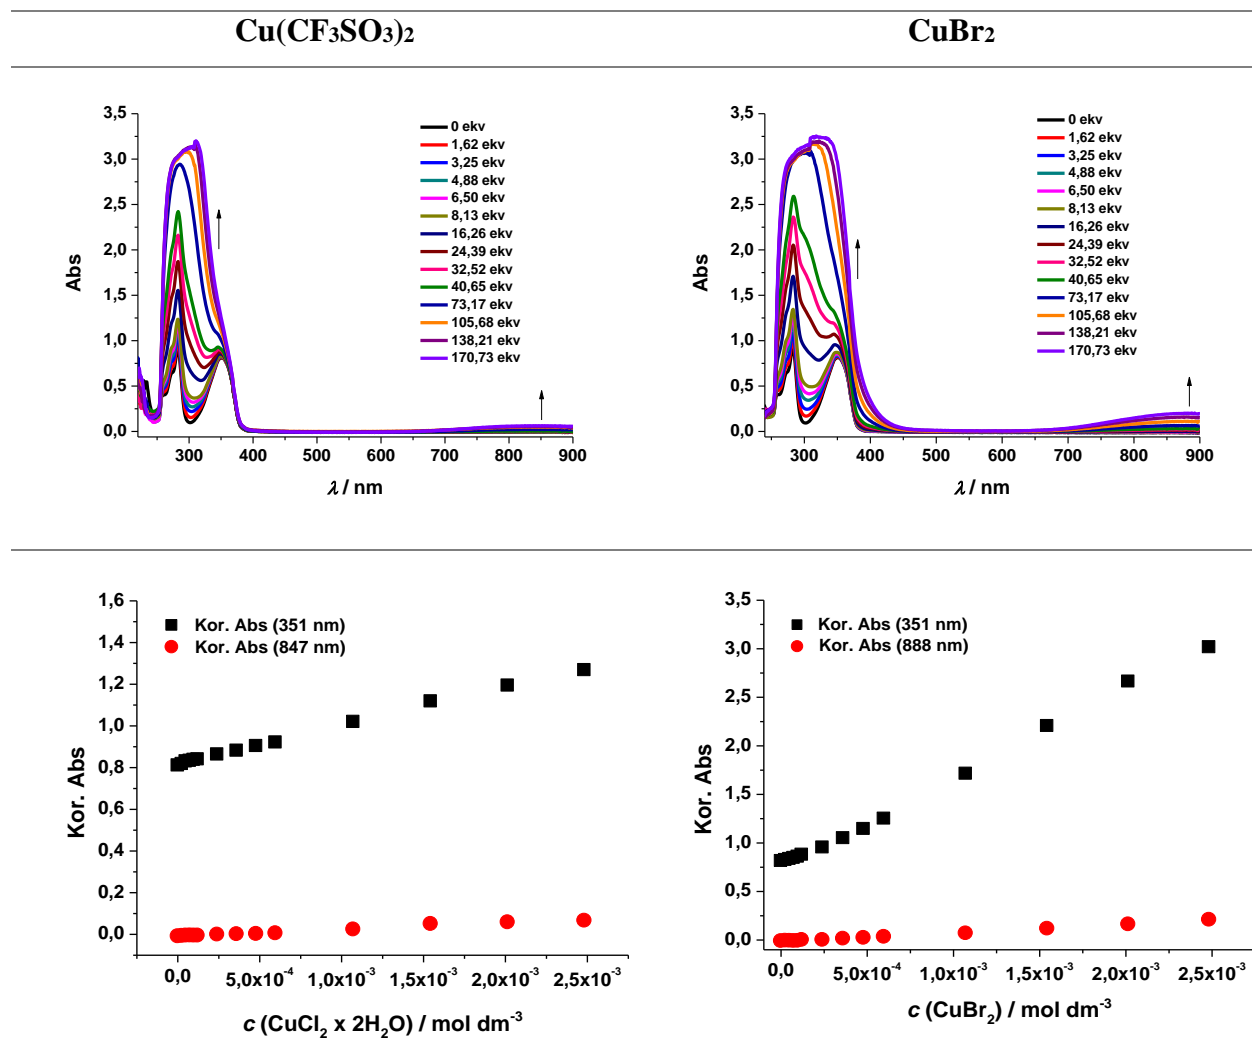 Cu(CF₃SO₃)₂
CuBr₂
3,5
3,0
2,5
2,0
1,5
1,0
0,5
0,0
Abs
300 400 500 600 700 800 900
λ / nm
0 ekv
1,62 ekv
3,25 ekv
4,88 ekv
6,50 ekv
8,13 ekv
16,26 ekv
24,39 ekv
32,52 ekv
40,65 ekv
73,17 ekv
105,68 ekv
138,21 ekv
170,73 ekv
3,5
3,0
2,5
2,0
1,5
1,0
0,5
0,0
Abs
300 400 500 600 700 800 900
λ / nm
0 ekv
1,62 ekv
3,25 ekv
4,88 ekv
6,50 ekv
8,13 ekv
16,26 ekv
24,39 ekv
32,52 ekv
40,65 ekv
73,17 ekv
105,68 ekv
138,21 ekv
170,73 ekv
1,6
1,4
1,2
1,0
0,8
0,6
0,4
0,2
0,0
Kor. Abs
Kor. Abs (351 nm)
Kor. Abs (847 nm)
0,0 5,0x10⁻⁴ 1,0x10⁻³ 1,5x10⁻³ 2,0x10⁻³ 2,5x10⁻³
c (CuCl₂ x 2H₂O) / mol dm⁻³
3,5
3,0
2,5
2,0
1,5
1,0
0,5
0,0
Kor. Abs
Kor. Abs (351 nm)
Kor. Abs (888 nm)
0,0 5,0x10⁻⁴ 1,0x10⁻³ 1,5x10⁻³ 2,0x10⁻³ 2,5x10⁻³
c (CuBr₂) / mol dm⁻³